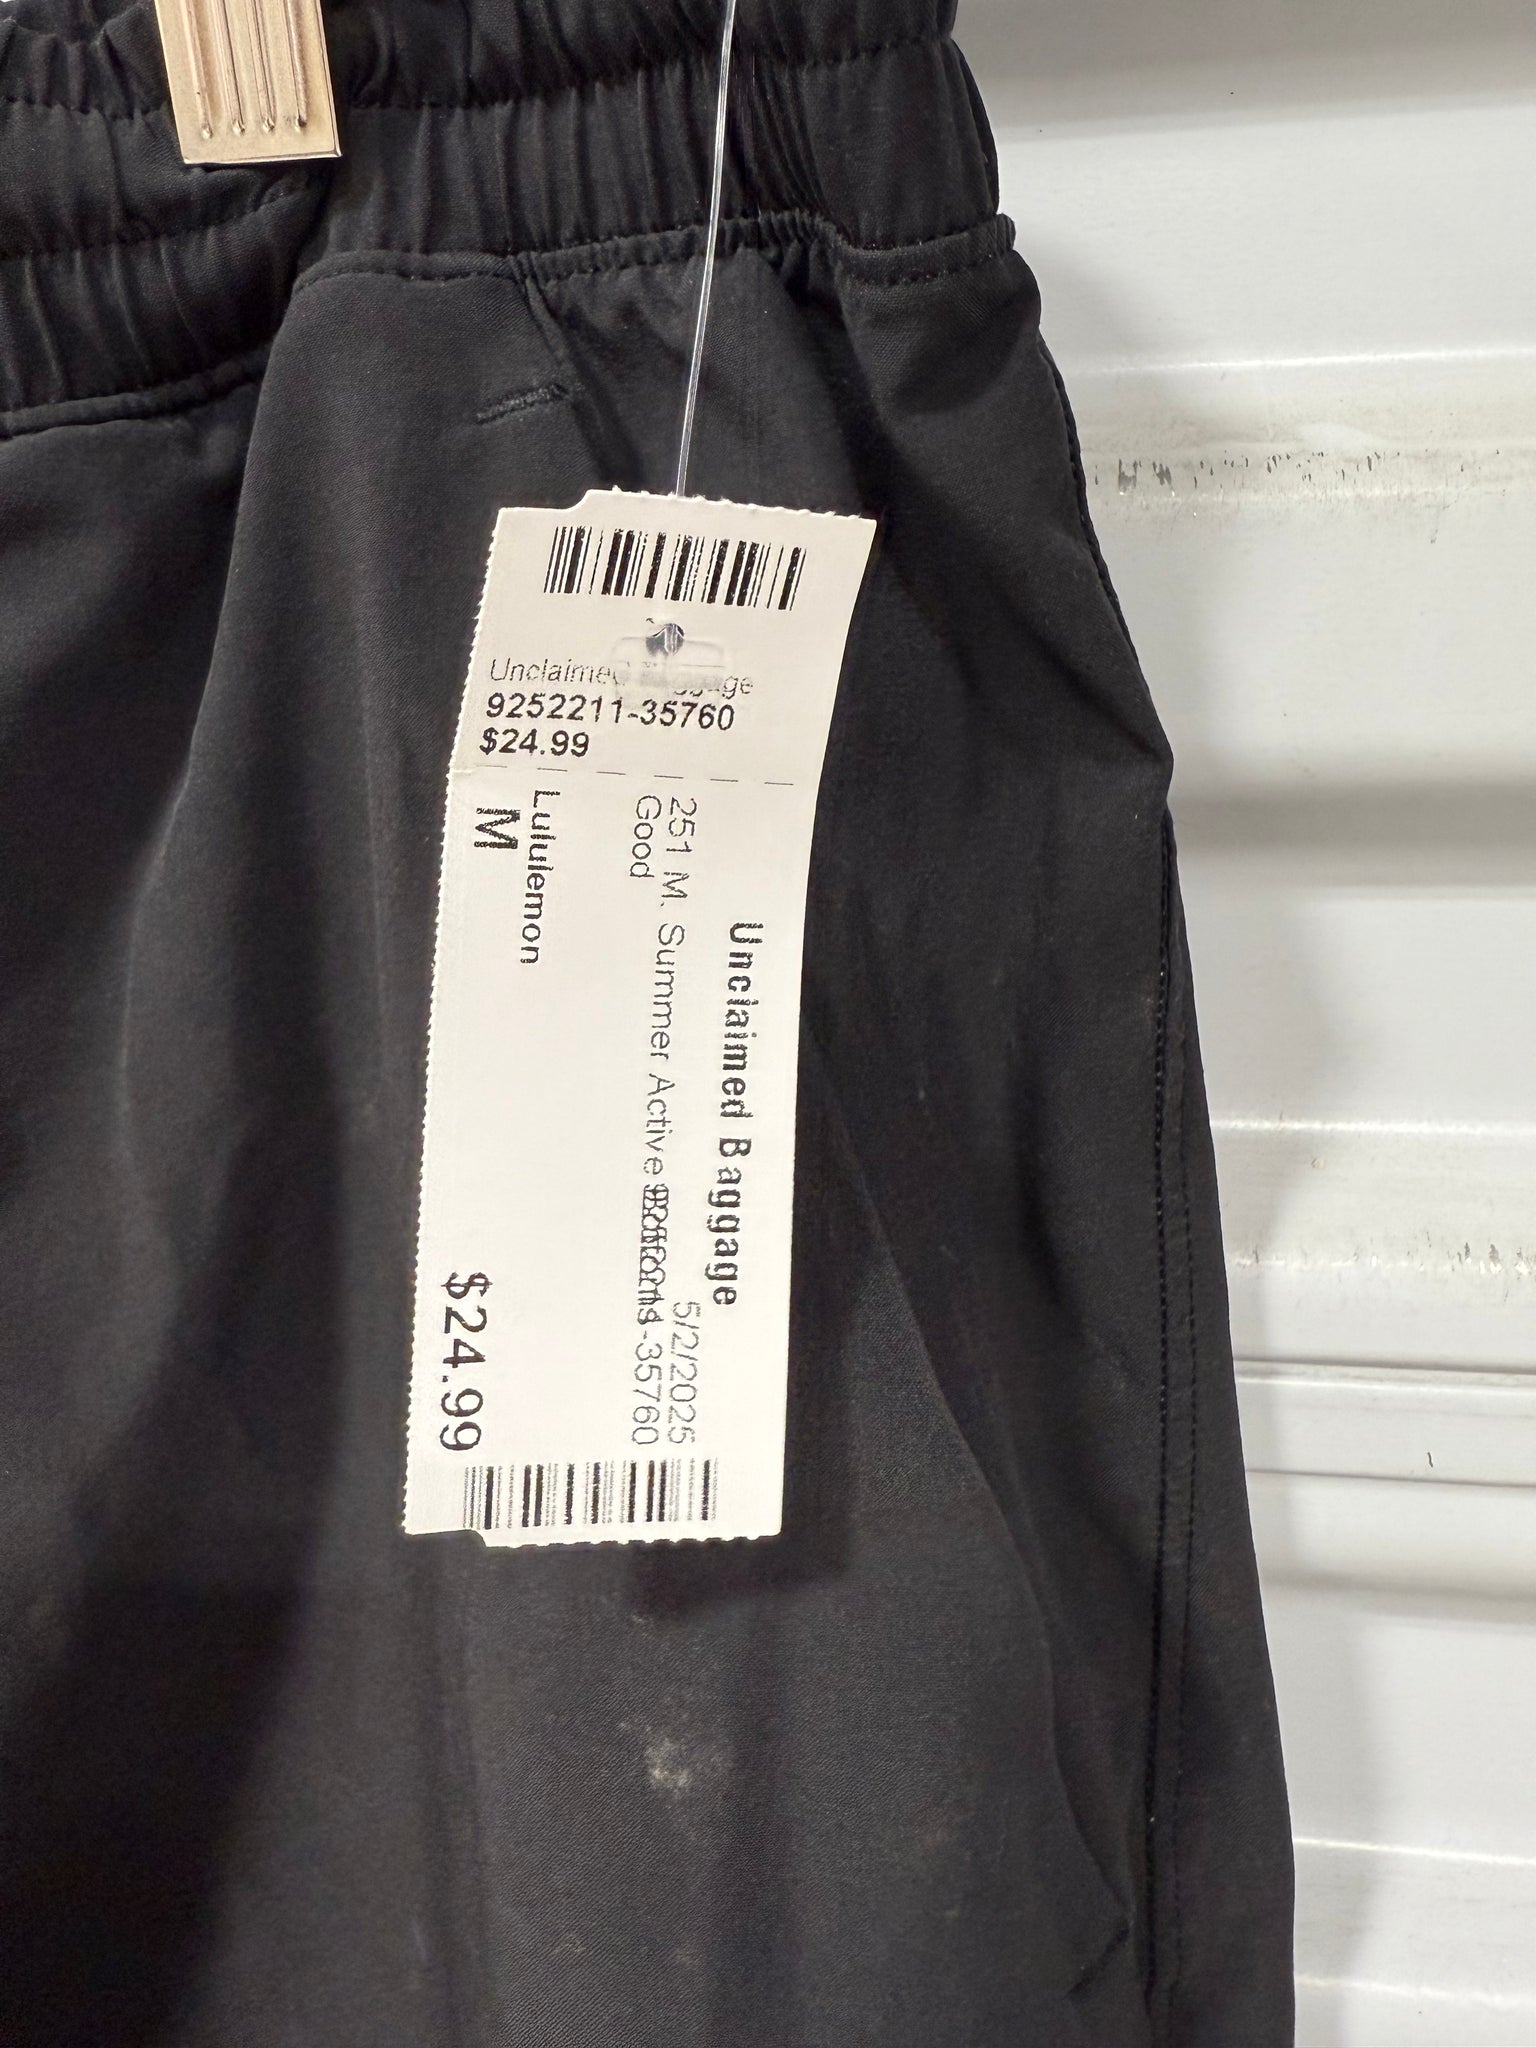 Unclaimed Baggage
9252211-35760
$24.99
Unclaimed Baggage
5/2/2025
251 M. Summer Active
-35760
Good
Lululemon
M
$24.99